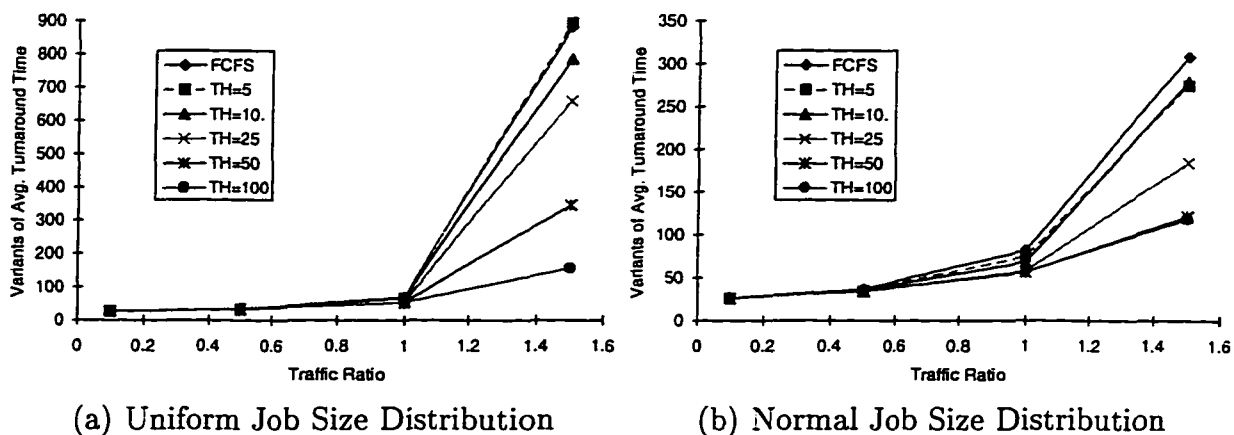 Variants of Avg. Turnaround Time
900
800
700
600
500
400
300
200
100
0
FCFS
TH=5
TH=10.
TH=25
TH=50
TH=100
0 0.2 0.4 0.6 0.8 1 1.2 1.4 1.6
Traffic Ratio
(a) Uniform Job Size Distribution
Variants of Avg. Turnaround Time
350
300
250
200
150
100
50
0
FCFS
TH=5
TH=10.
TH=25
TH=50
TH=100
0 0.2 0.4 0.6 0.8 1 1.2 1.4 1.6
Traffic Ratio
(b) Normal Job Size Distribution